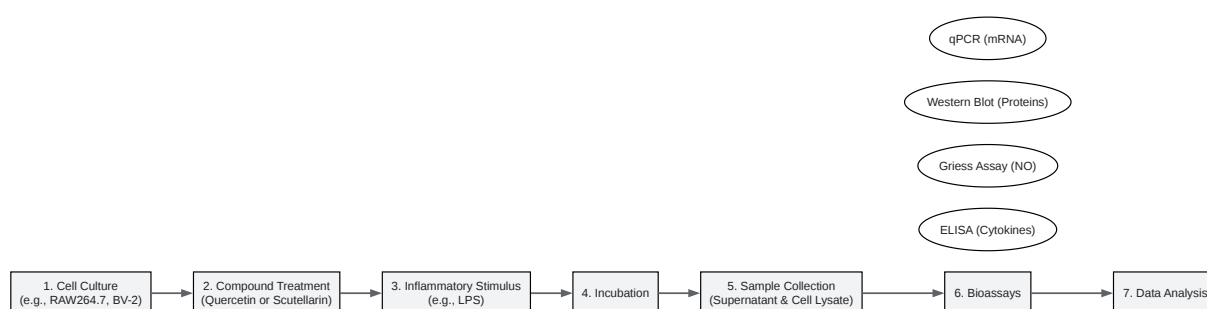 qPCR (mRNA)
Western Blot (Proteins)
Griess Assay (NO)
ELISA (Cytokines)
1. Cell Culture
(e.g., RAW264.7, BV-2)
2. Compound Treatment
(Quercetin or Scutellarin)
3. Inflammatory Stimulus
(e.g., LPS)
4. Incubation
5. Sample Collection
(Supernatant & Cell Lysate)
6. Bioassays
7. Data Analysis